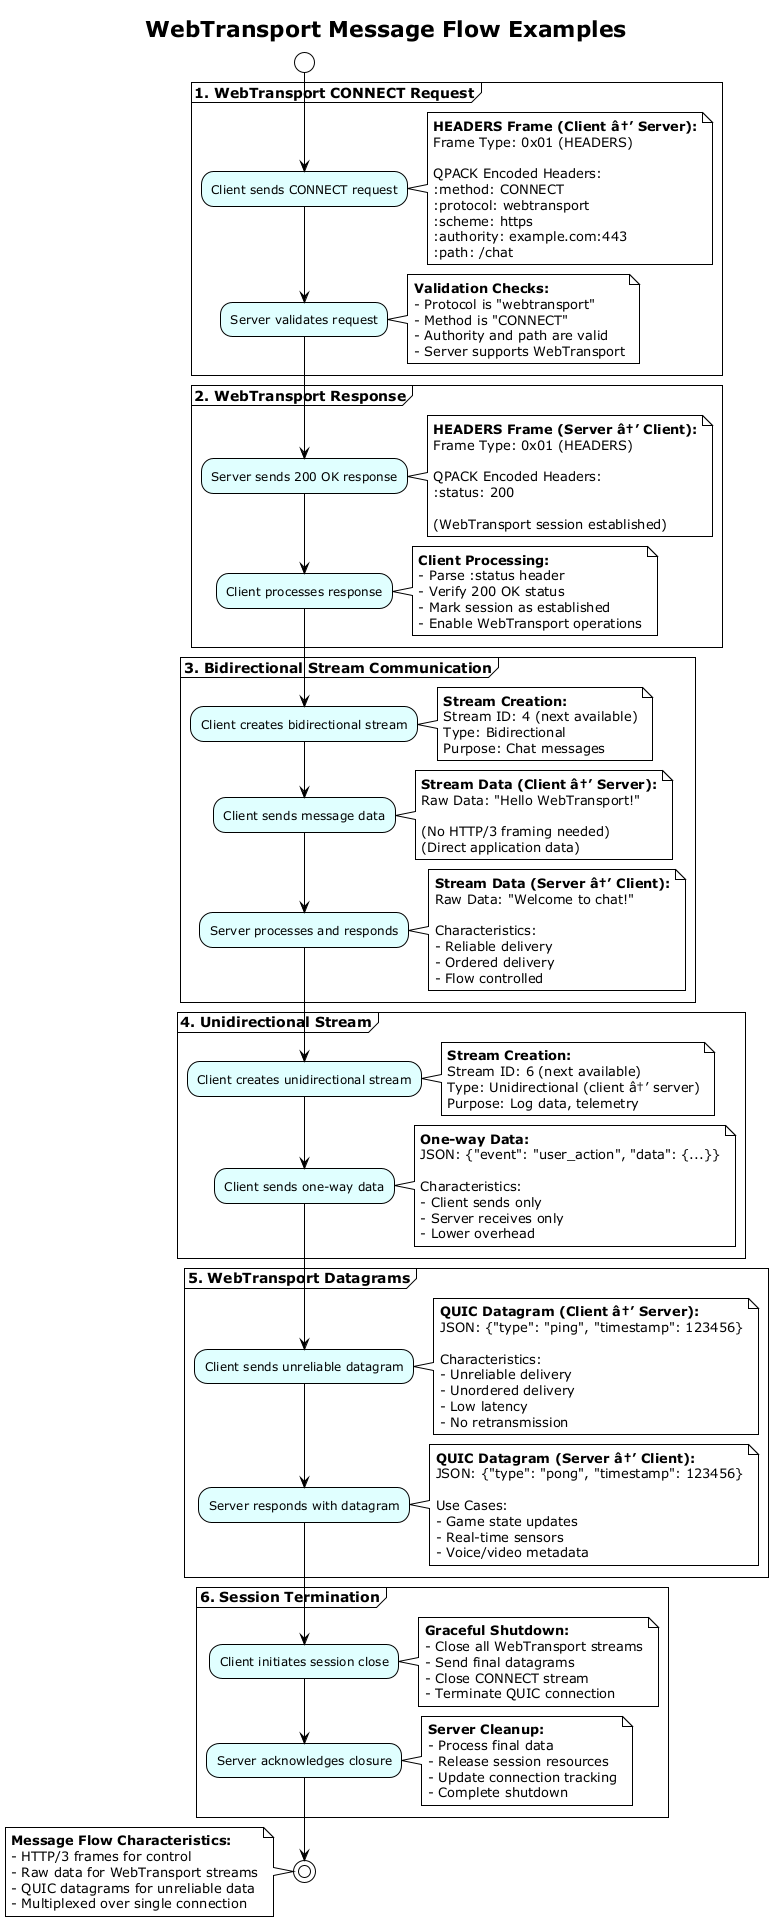 WebTransport Message Flow Examples
1. WebTransport CONNECT Request
HEADERS Frame (Client â†’ Server):
Frame Type: 0x01 (HEADERS)
QPACK Encoded Headers:
:method: CONNECT
:protocol: webtransport
:scheme: https
:authority: example.com:443
:path: /chat
Client sends CONNECT request
Validation Checks:
- Protocol is "webtransport"
- Method is "CONNECT"
- Authority and path are valid
- Server supports WebTransport
Server validates request
2. WebTransport Response
HEADERS Frame (Server â†’ Client):
Frame Type: 0x01 (HEADERS)
QPACK Encoded Headers:
:status: 200
(WebTransport session established)
Server sends 200 OK response
Client Processing:
- Parse :status header
- Verify 200 OK status
- Mark session as established
- Enable WebTransport operations
Client processes response
3. Bidirectional Stream Communication
Stream Creation:
Stream ID: 4 (next available)
Type: Bidirectional
Purpose: Chat messages
Client creates bidirectional stream
Stream Data (Client â†’ Server):
Raw Data: "Hello WebTransport!"
(No HTTP/3 framing needed)
(Direct application data)
Client sends message data
Stream Data (Server â†’ Client):
Raw Data: "Welcome to chat!"
Characteristics:
- Reliable delivery
- Ordered delivery
- Flow controlled
Server processes and responds
4. Unidirectional Stream
Stream Creation:
Stream ID: 6 (next available)
Type: Unidirectional (client â†’ server)
Purpose: Log data, telemetry
Client creates unidirectional stream
One-way Data:
JSON: {"event": "user_action", "data": {...}}
Characteristics:
- Client sends only
- Server receives only
- Lower overhead
Client sends one-way data
5. WebTransport Datagrams
QUIC Datagram (Client â†’ Server):
JSON: {"type": "ping", "timestamp": 123456}
Characteristics:
- Unreliable delivery
- Unordered delivery
- Low latency
- No retransmission
Client sends unreliable datagram
QUIC Datagram (Server â†’ Client):
JSON: {"type": "pong", "timestamp": 123456}
Use Cases:
- Game state updates
- Real-time sensors
- Voice/video metadata
Server responds with datagram
6. Session Termination
Graceful Shutdown:
- Close all WebTransport streams
- Send final datagrams
- Close CONNECT stream
- Terminate QUIC connection
Client initiates session close
Server Cleanup:
- Process final data
- Release session resources
- Update connection tracking
- Complete shutdown
Server acknowledges closure
Message Flow Characteristics:
- HTTP/3 frames for control
- Raw data for WebTransport streams
- QUIC datagrams for unreliable data
- Multiplexed over single connection